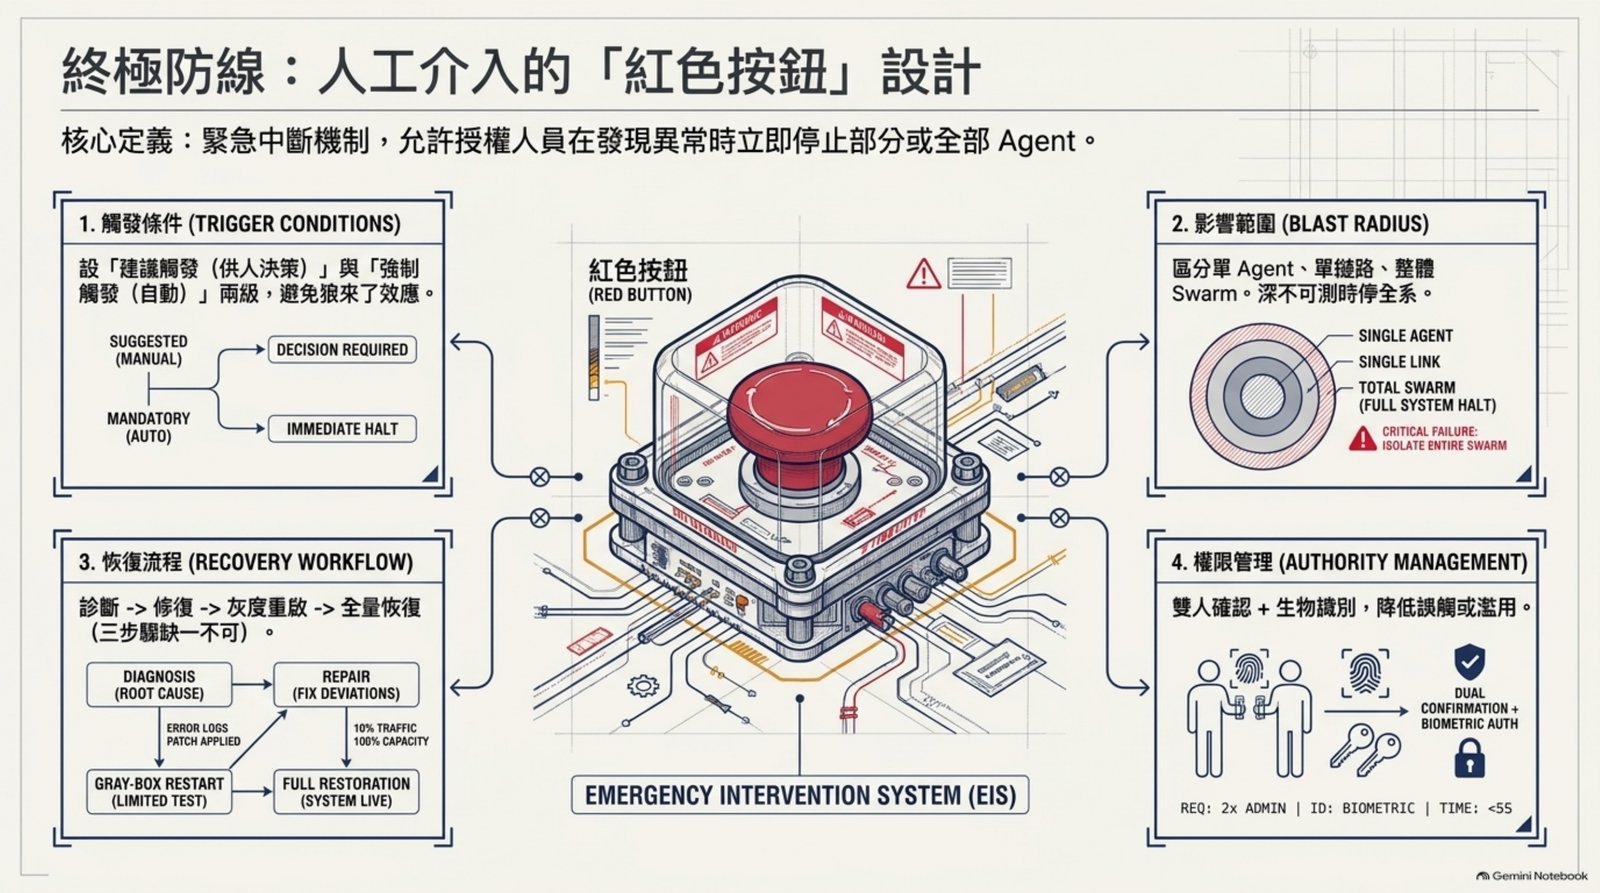 終極防線：人工介入的「紅色按鈕」設計
核心定義：緊急中斷機制，允許授權人員在發現異常時立即停止部分或全部 Agent。
1. 觸發條件 (TRIGGER CONDITIONS)
設「建議觸發（供人決策）」與「強制
觸發（自動）」兩級，避免狼來了效應。
SUGGESTED
(MANUAL)
DECISION REQUIRED
MANDATORY
(AUTO)
IMMEDIATE HALT
紅色按鈕
(RED BUTTON)
2. 影響範圍 (BLAST RADIUS)
區分單 Agent、單鏈路、整體
Swarm。深不可測時停全系。
SINGLE AGENT
SINGLE LINK
TOTAL SWARM
(FULL SYSTEM HALT)
CRITICAL FAILURE:
ISOLATE ENTIRE SWARM
3. 恢復流程 (RECOVERY WORKFLOW)
診斷 -> 修復 -> 灰度重啟 -> 全量恢復
（三步驟缺一不可）。
DIAGNOSIS
(ROOT CAUSE)
REPAIR
(FIX DEVIATIONS)
ERROR LOGS
PATCH APPLIED
10% TRAFFIC
100% CAPACITY
GRAY-BOX RESTART
(LIMITED TEST)
FULL RESTORATION
(SYSTEM LIVE)
EMERGENCY INTERVENTION SYSTEM (EIS)
4. 權限管理 (AUTHORITY MANAGEMENT)
雙人確認 + 生物識別，降低誤觸或濫用。
DUAL
CONFIRMATION +
BIOMETRIC AUTH
REQ: 2x ADMIN | ID: BIOMETRIC | TIME: <5S
Gemini Notebook